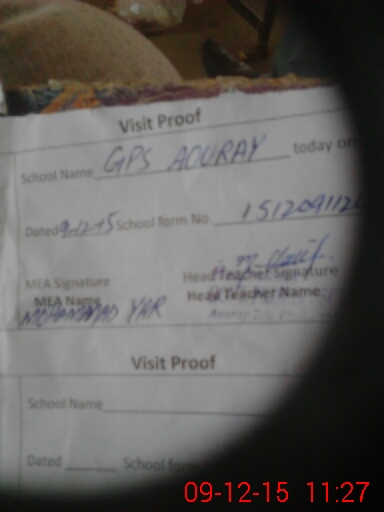 Visit Proof
School Name GPS AOURAY today on
Dated 9-12-15 School form No. 151209112
MEA Signature Head Teacher Signature
MEA Name Head Teacher Name
MOHAMMAD YAR
Visit Proof
School Name
Dated School form
09-12-15 11:27